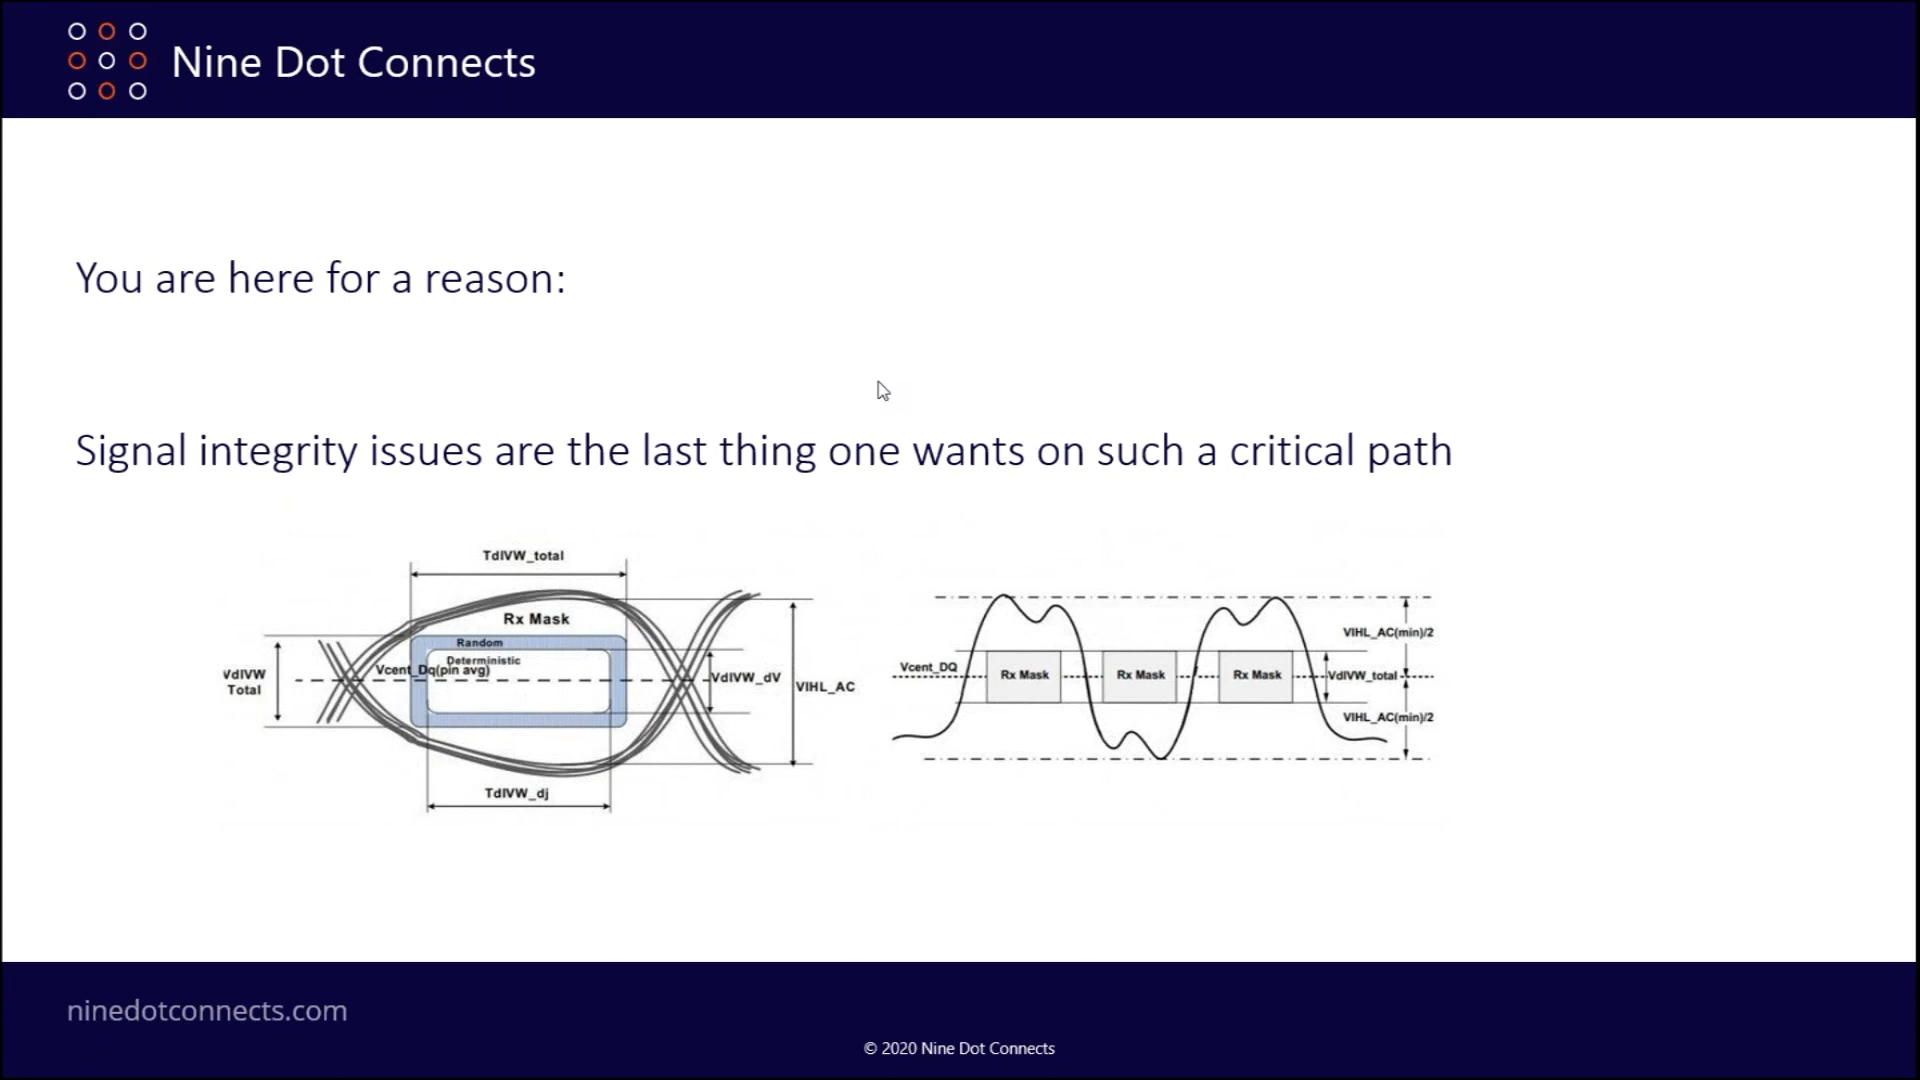 Nine Dot Connects
You are here for a reason:
Signal integrity issues are the last thing one wants on such a critical path
TdIVW_total
Rx Mask
Random
Deterministic
Vcent_Dq(pin avg)
VdIVW
Total
VdIVW_dV
VIHL_AC
TdIVW_dj
VIHL_AC(min)/2
Vcent_DQ
Rx Mask
Rx Mask
Rx Mask
VdIVW_total
VIHL_AC(min)/2
ninedotconnects.com
© 2020 Nine Dot Connects